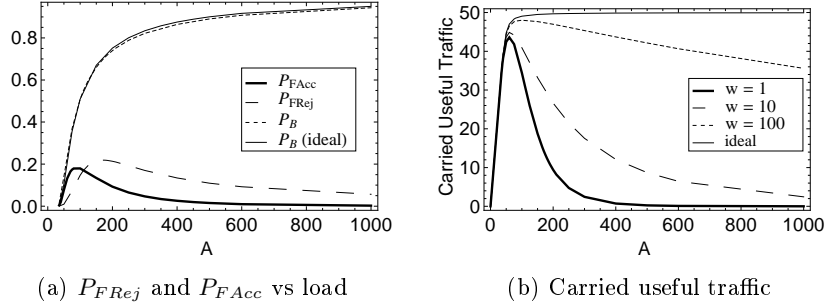 0.8
0.6
0.4
0.2
0.0
0 200 400 600 800 1000
A
P_FAcc
P_FRej
P_B
P_B (ideal)
(a) P_FRej and P_FAcc vs load
Carried Useful Traffic
50
40
30
20
10
0
0 200 400 600 800 1000
A
w = 1
w = 10
w = 100
ideal
(b) Carried useful traffic